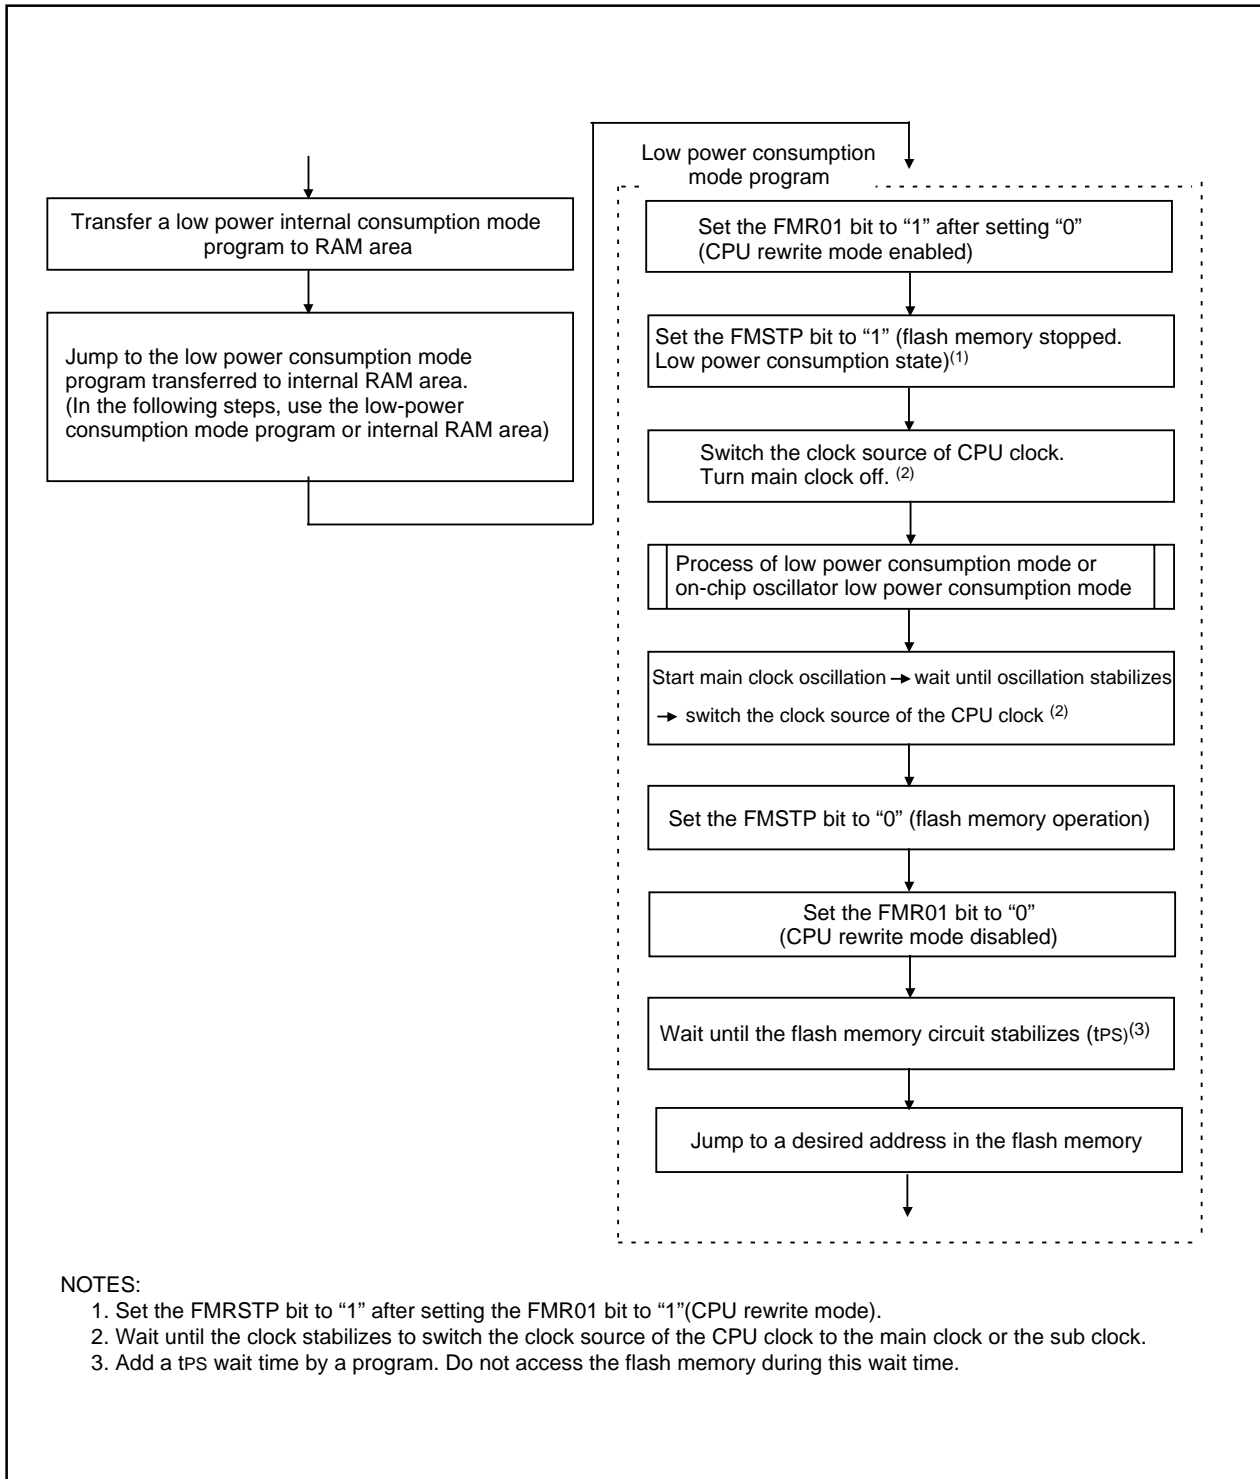 Transfer a low power internal consumption mode
program to RAM area
Jump to the low power consumption mode
program transferred to internal RAM area.
(In the following steps, use the low-power
consumption mode program or internal RAM area)
Low power consumption
mode program
Set the FMR01 bit to “1” after setting “0”
(CPU rewrite mode enabled)
Set the FMSTP bit to “1” (flash memory stopped.
Low power consumption state)(1)
Switch the clock source of CPU clock.
Turn main clock off. (2)
Process of low power consumption mode or
on-chip oscillator low power consumption mode
Start main clock oscillation → wait until oscillation stabilizes
→ switch the clock source of the CPU clock (2)
Set the FMSTP bit to “0” (flash memory operation)
Set the FMR01 bit to “0”
(CPU rewrite mode disabled)
Wait until the flash memory circuit stabilizes (tPS)(3)
Jump to a desired address in the flash memory
NOTES:
1. Set the FMRSTP bit to “1” after setting the FMR01 bit to “1”(CPU rewrite mode).
2. Wait until the clock stabilizes to switch the clock source of the CPU clock to the main clock or the sub clock.
3. Add a tPS wait time by a program. Do not access the flash memory during this wait time.